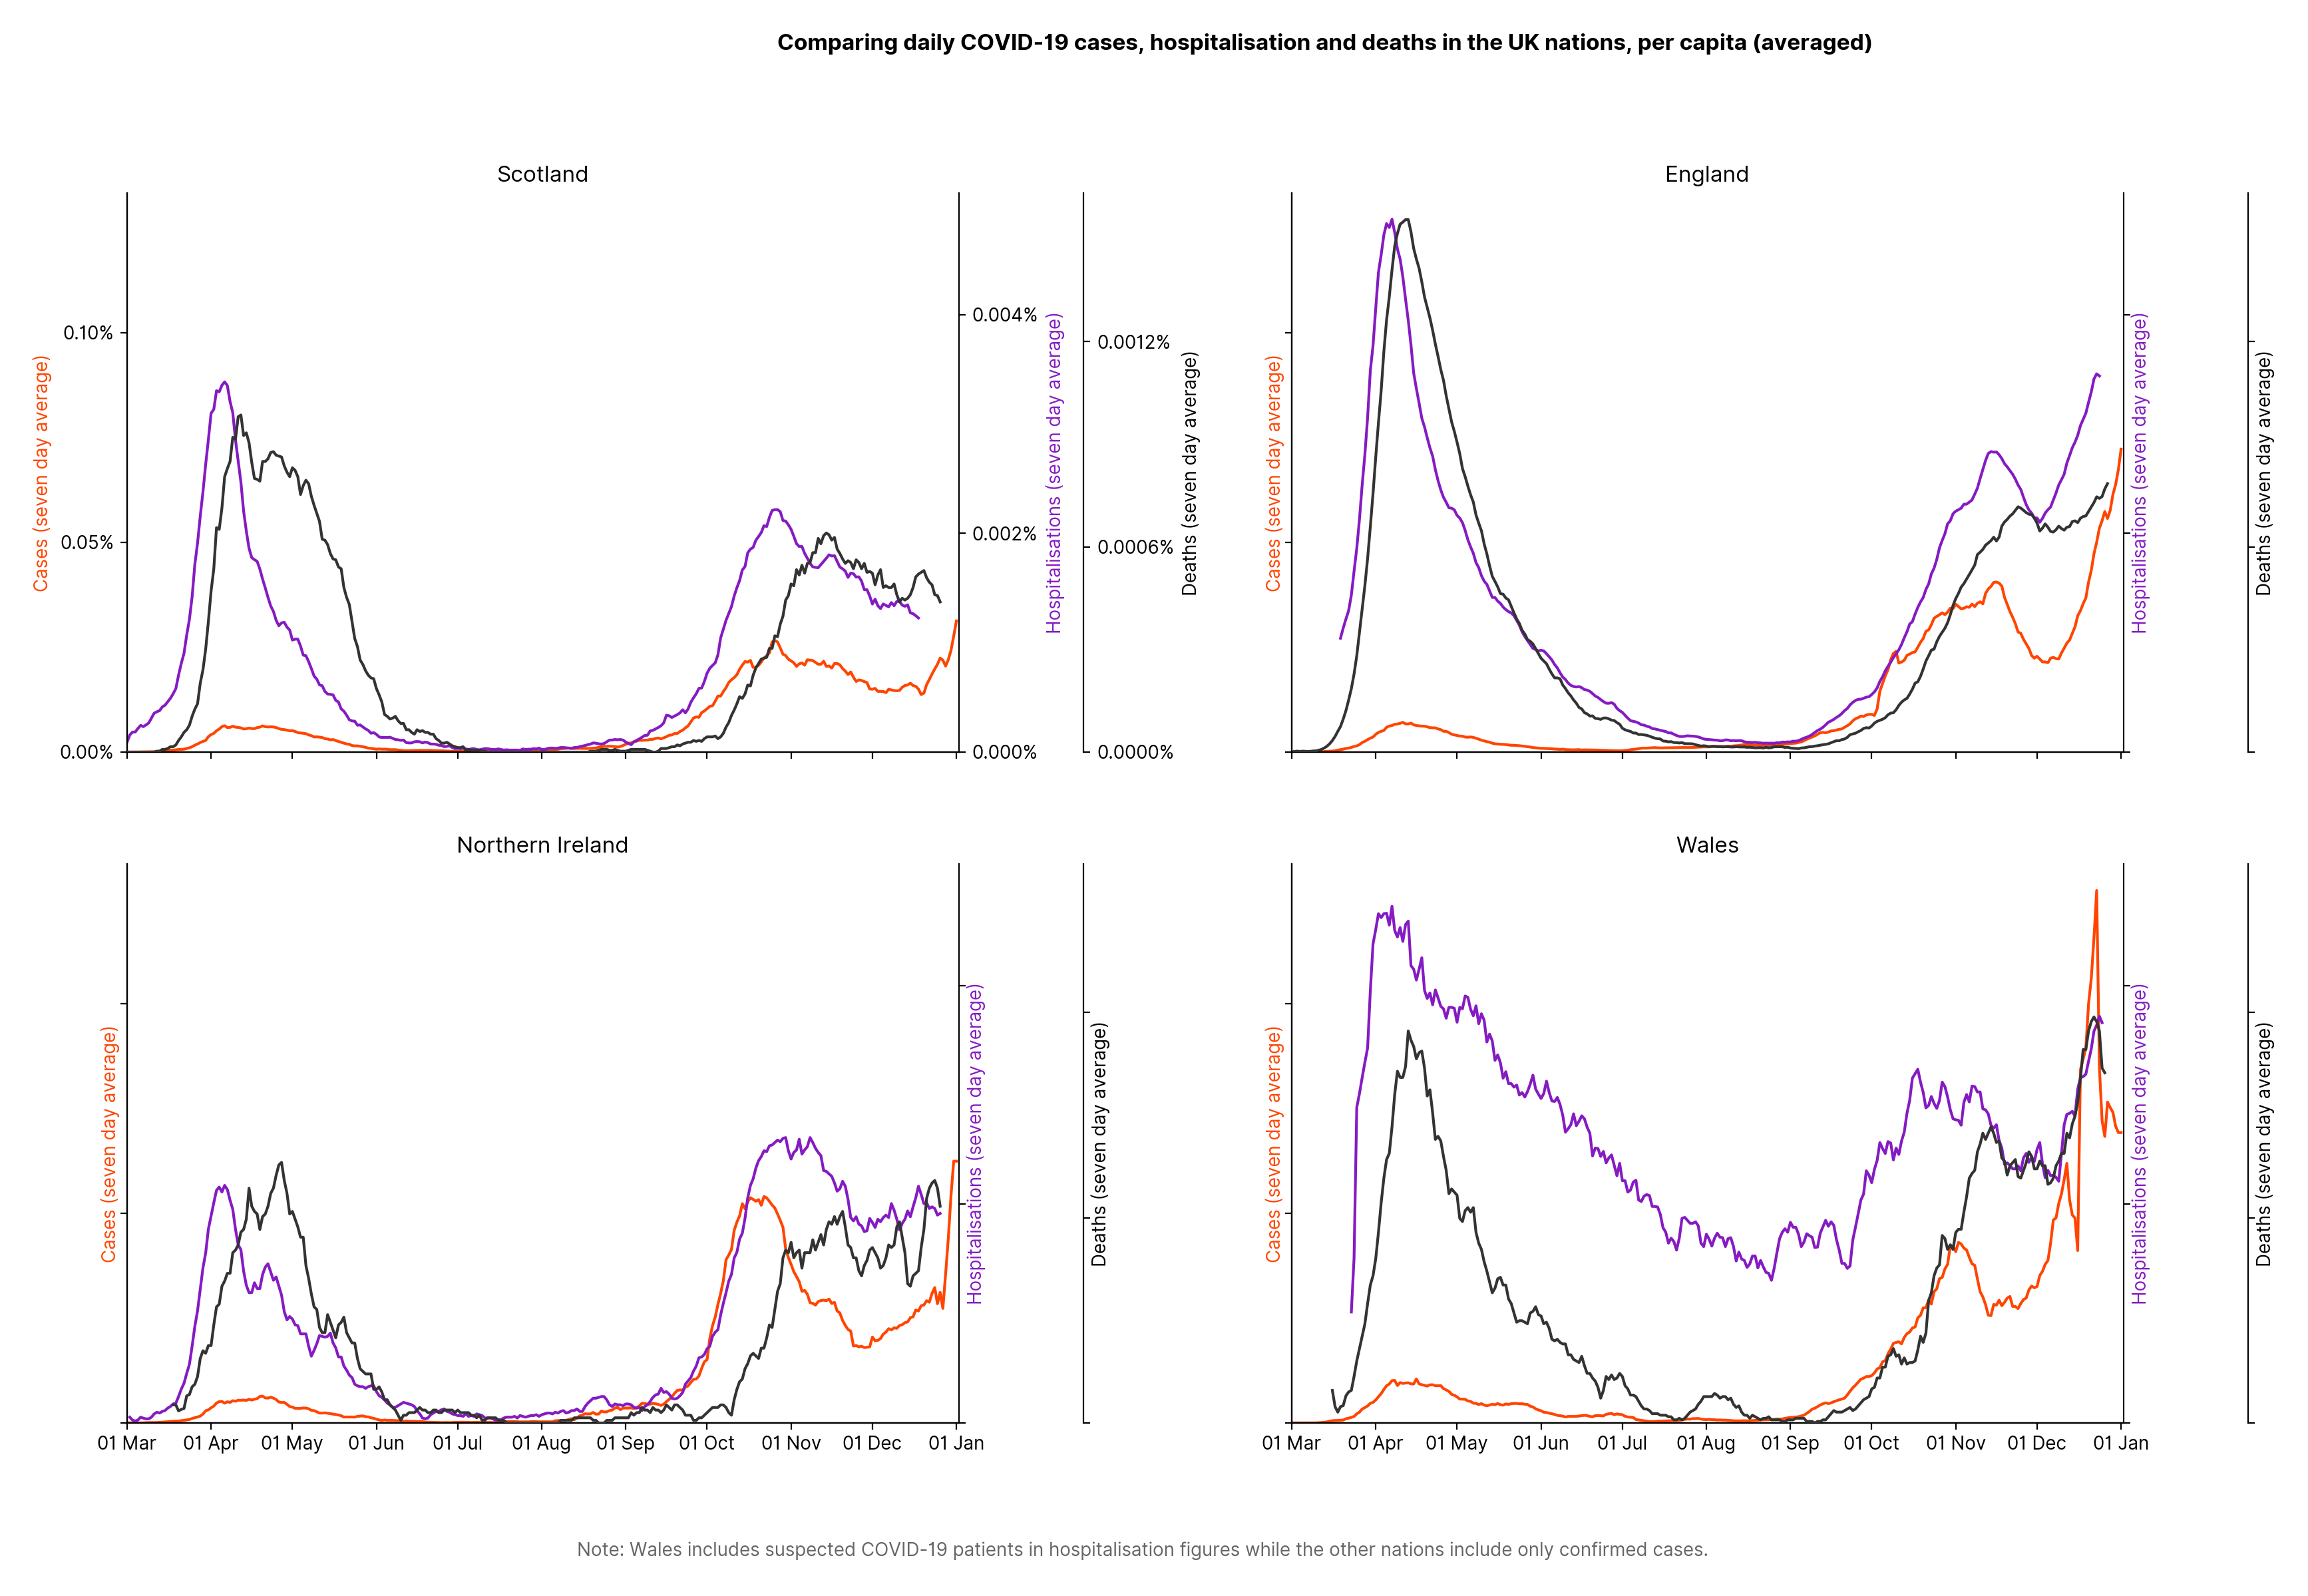 Comparing daily COVID-19 cases, hospitalisation and deaths in the UK nations, per capita (averaged)
Scotland
Cases (seven day average)
0.10%
0.05%
0.00%
0.004%
0.002%
0.000%
Hospitalisations (seven day average)
0.0012%
0.0006%
0.0000%
Deaths (seven day average)
England
Cases (seven day average)
Hospitalisations (seven day average)
Deaths (seven day average)
Northern Ireland
Cases (seven day average)
Hospitalisations (seven day average)
Deaths (seven day average)
01 Mar 01 Apr 01 May 01 Jun 01 Jul 01 Aug 01 Sep 01 Oct 01 Nov 01 Dec 01 Jan
Wales
Cases (seven day average)
Hospitalisations (seven day average)
Deaths (seven day average)
01 Mar 01 Apr 01 May 01 Jun 01 Jul 01 Aug 01 Sep 01 Oct 01 Nov 01 Dec 01 Jan
Note: Wales includes suspected COVID-19 patients in hospitalisation figures while the other nations include only confirmed cases.